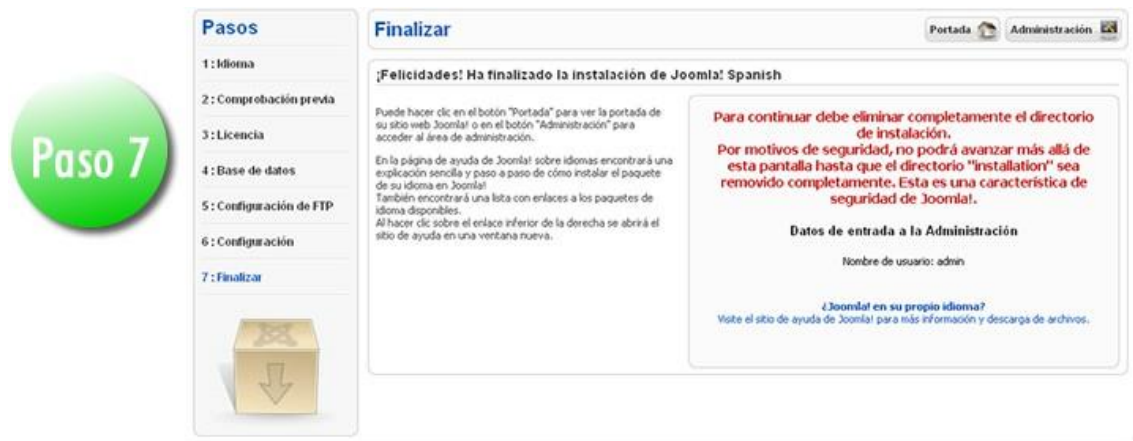 Paso 7
Pasos
1 : Idioma
2 : Comprobación previa
3 : Licencia
4 : Base de datos
5 : Configuración de FTP
6 : Configuración
7 : Finalizar
Finalizar
Portada
Administración
¡Felicidades! Ha finalizado la instalación de Joomla! Spanish
Puede hacer clic en el botón "Portada" para ver la portada de
su sitio web Joomla! o en el botón "Administración" para
acceder al área de administración.
En la página de ayuda de Joomla! sobre idiomas encontrará una
explicación sencilla y paso a paso de cómo instalar el paquete
de su idioma en Joomla!
También encontrará una lista con enlaces a los paquetes de
idioma disponibles.
Al hacer clic sobre el enlace inferior de la derecha se abrirá el
sitio de ayuda en una ventana nueva.
Para continuar debe eliminar completamente el directorio
de instalación.
Por motivos de seguridad, no podrá avanzar más allá de
esta pantalla hasta que el directorio "installation" sea
removido completamente. Esta es una característica de
seguridad de Joomla!.
Datos de entrada a la Administración
Nombre de usuario: admin
¿Joomla! en su propio idioma?
Visite el sitio de ayuda de Joomla! para más información y descarga de archivos.